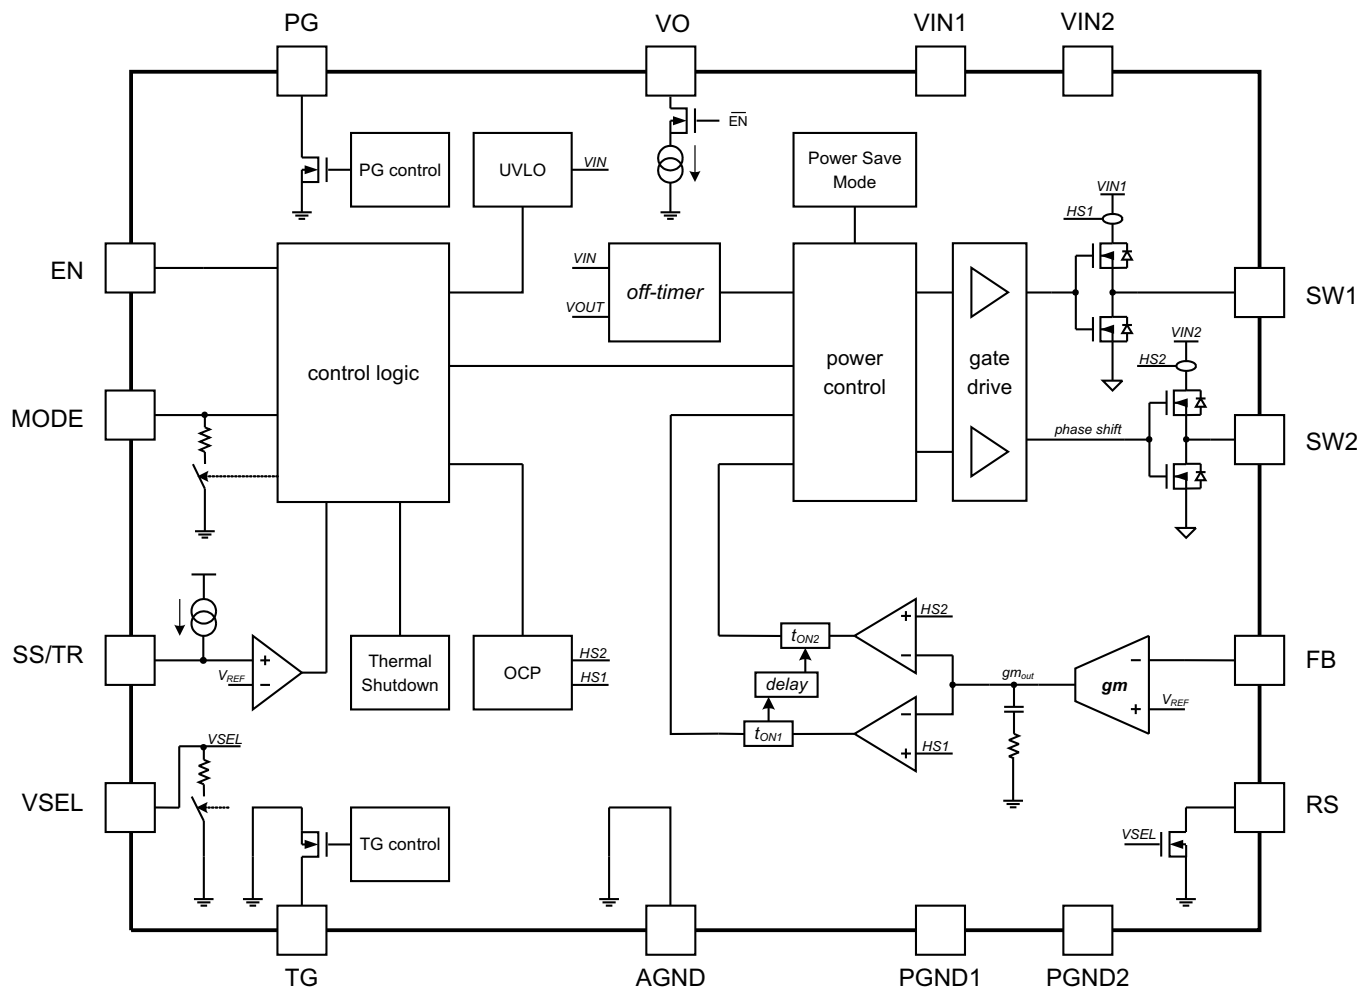 PG
VO
VIN1
VIN2
EN
PG control
UVLO
VIN
Power Save
Mode
VIN1
HS1
EN
VIN
VOUT
off-timer
SW1
control logic
power
control
gate
drive
VIN2
HS2
MODE
phase shift
SW2
SS/TR
VREF
+
−
Thermal
Shutdown
OCP
HS2
HS1
tON2
+
−
HS2
delay
gmout
gm
−
+
VREF
FB
tON1
−
+
HS1
VSEL
VSEL
TG control
VSEL
RS
TG
AGND
PGND1
PGND2